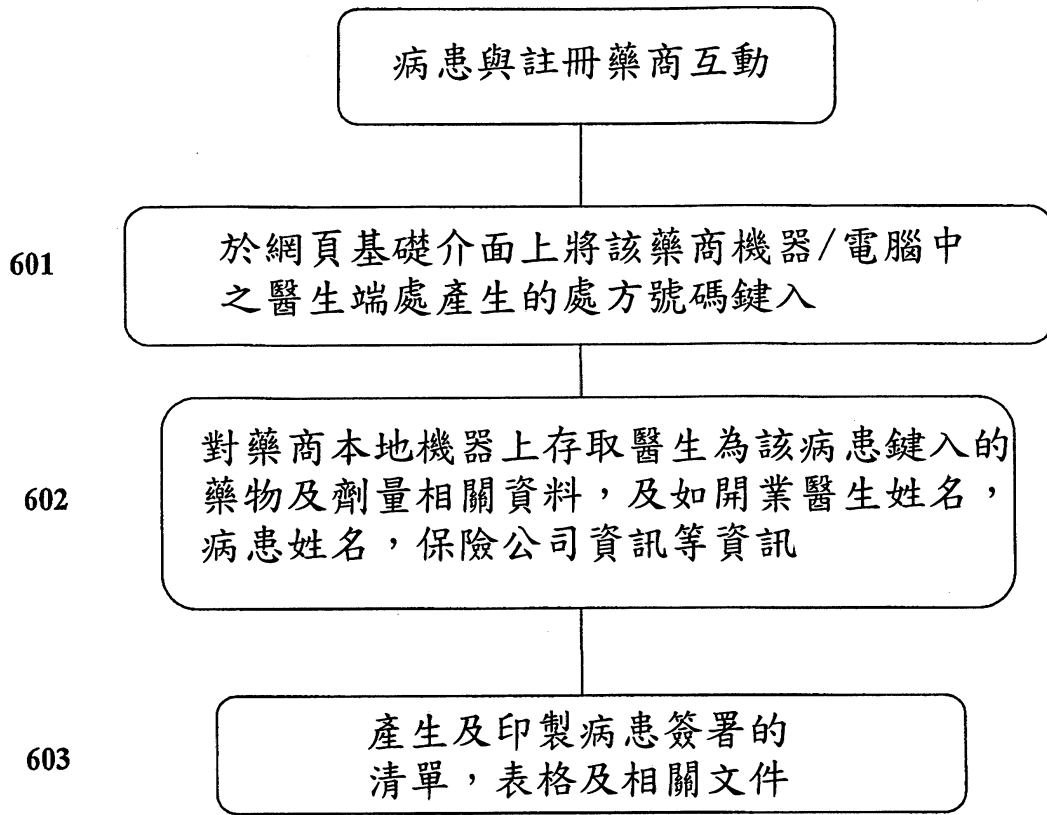 病患與註冊藥商互動
601
於網頁基礎介面上將該藥商機器/電腦中
之醫生端處產生的處方號碼鍵入
602
對藥商本地機器上存取醫生為該病患鍵入的
藥物及劑量相關資料，及如開業醫生姓名，
病患姓名，保險公司資訊等資訊
603
產生及印製病患簽署的
清單，表格及相關文件